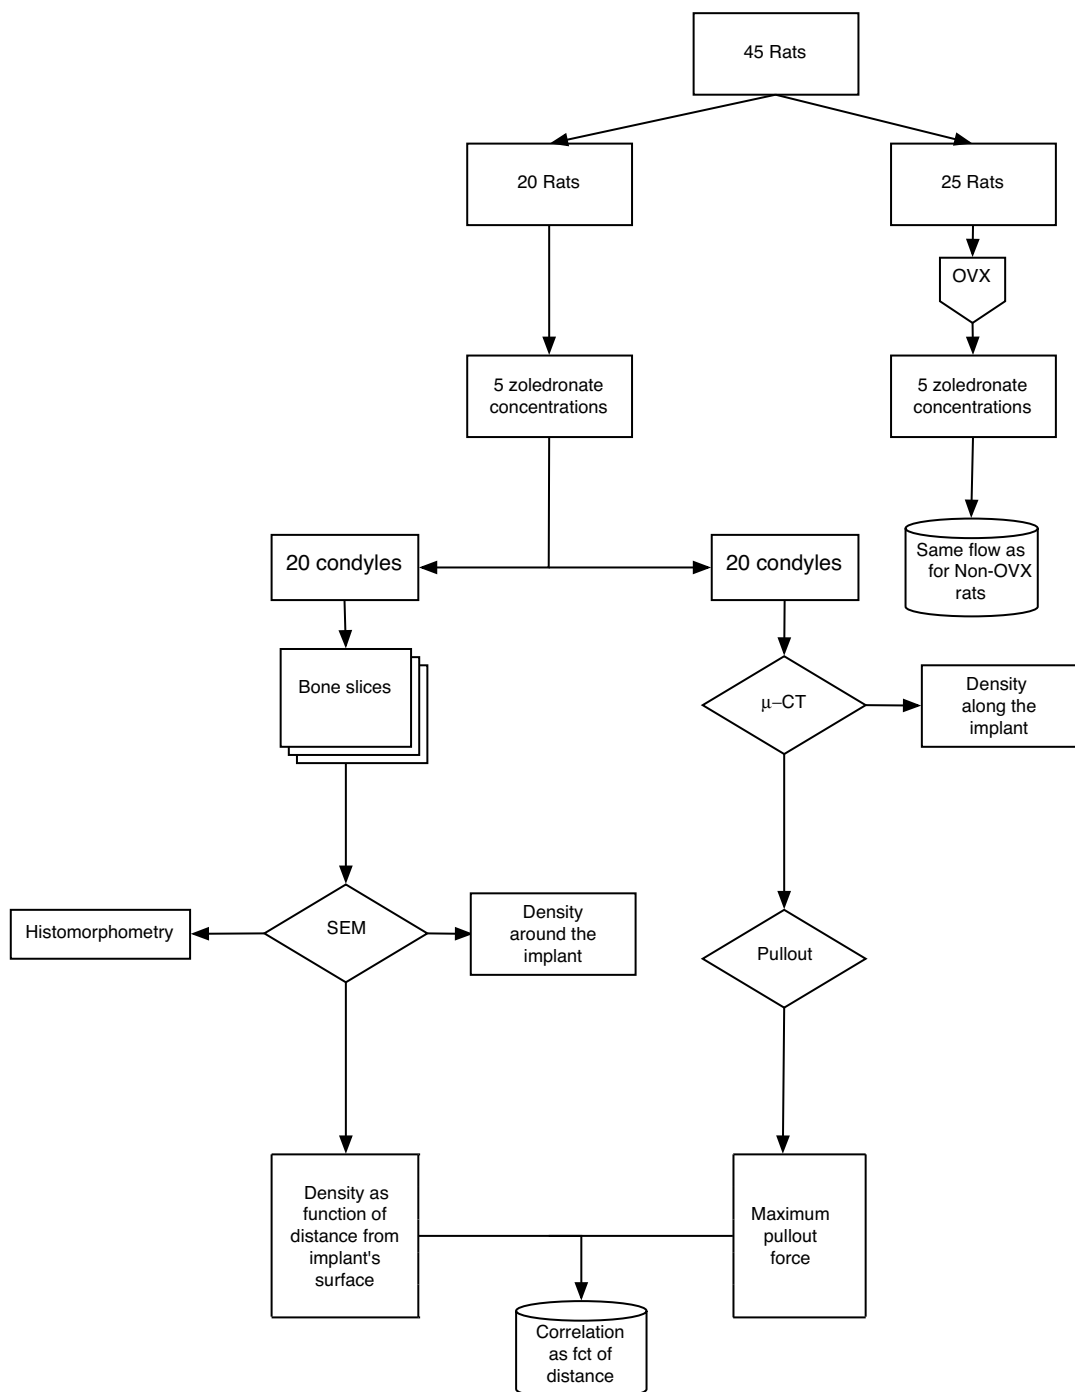 45 Rats
20 Rats
25 Rats
OVX
5 zoledronate
concentrations
5 zoledronate
concentrations
20 condyles
20 condyles
Same flow as
for Non-OVX
rats
Bone slices
μ–CT
Density
along the
implant
Histomorphometry
SEM
Density
around the
implant
Pullout
Density as
function of
distance from
implant's
surface
Maximum
pullout
force
Correlation
as fct of
distance